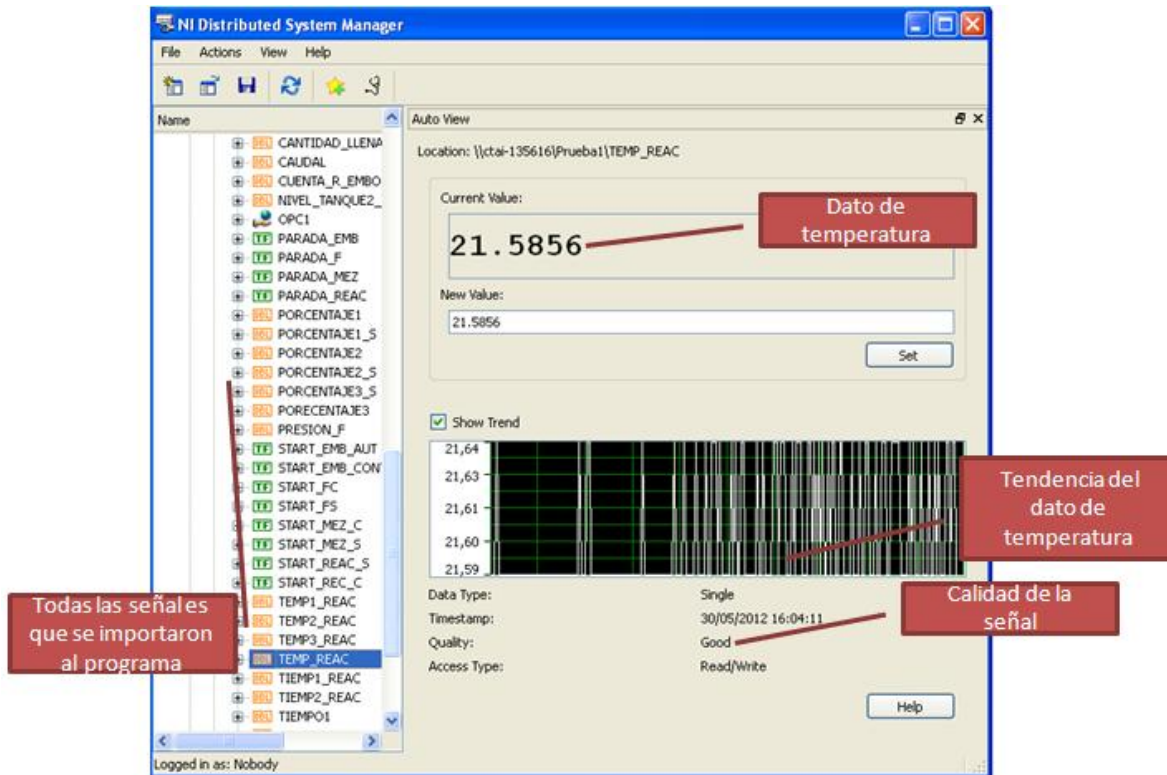 NI Distributed System Manager
File Actions View Help
Name
CANTIDAD_LLENA
CAUDAL
CUENTA_R_EMBO
NIVEL_TANQUE2_
OPC1
PARADA_EMB
PARADA_F
PARADA_MEZ
PARADA_REAC
PORCENTAJE1
PORCENTAJE1_S
PORCENTAJE2
PORCENTAJE2_S
PORCENTAJE3_S
PORECENTAJE3
PRESION_F
START_EMB_AUT
START_EMB_CON
START_FC
START_FS
START_MEZ_C
START_MEZ_S
START_REAC_S
START_REC_C
TEMP1_REAC
TEMP2_REAC
TEMP3_REAC
TEMP_REAC
TIEMP1_REAC
TIEMP2_REAC
TIEMPO1
Logged in as: Nobody
Todas las señales
que se importaron
al programa
Auto View
Location: \\ctai-135616\Prueba1\TEMP_REAC
Current Value:
21.5856
Dato de
temperatura
New Value:
21.5856
Set
Show Trend
21,64
21,63
21,61
21,60
21,59
Tendencia del
dato de
temperatura
Data Type: Single
Timestamp: 30/05/2012 16:04:11
Quality: Good
Access Type: Read/Write
Calidad de la
señal
Help